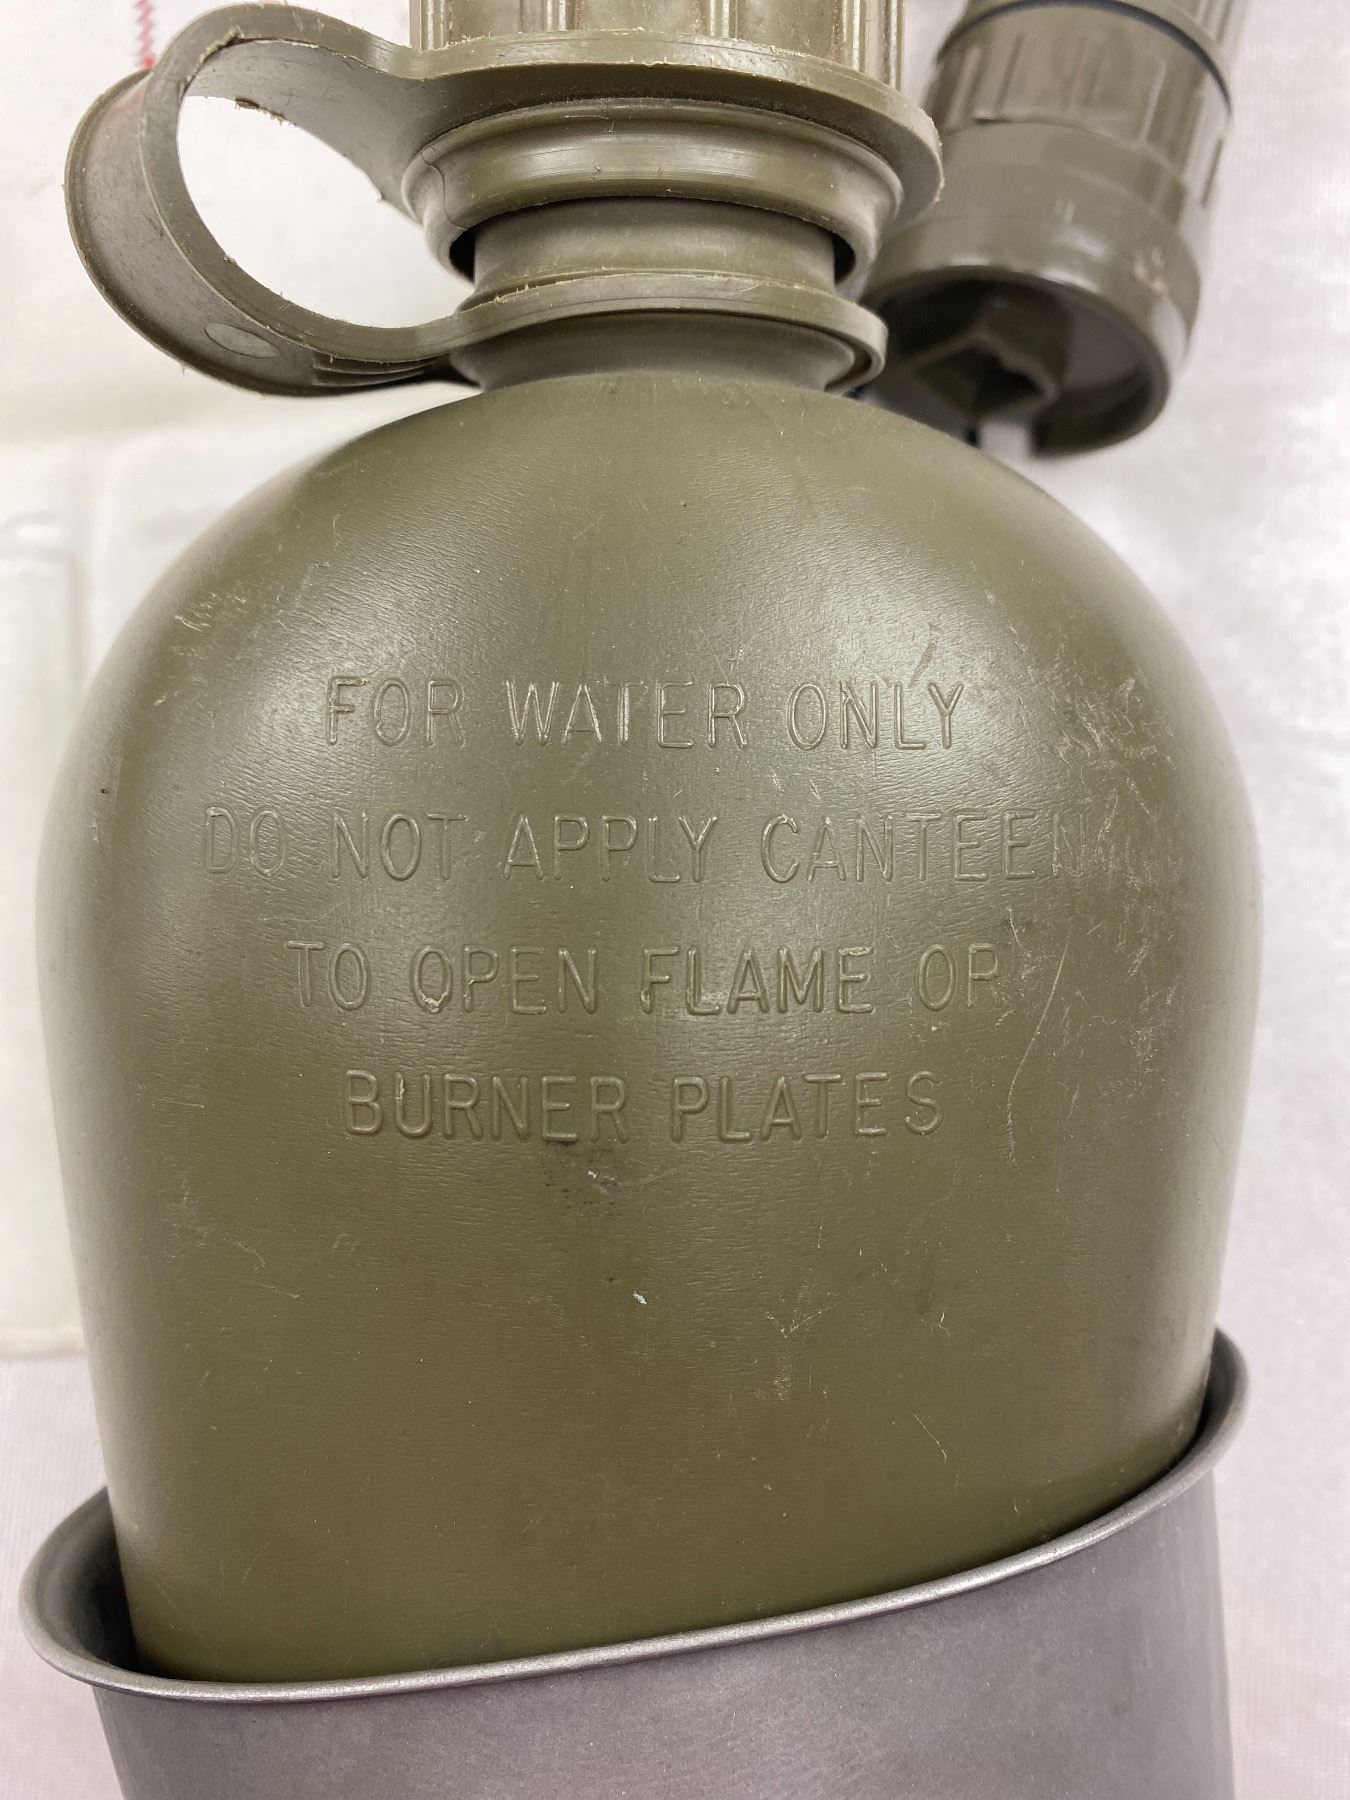 FOR WATER ONLY
DO NOT APPLY CANTEEN
TO OPEN FLAME OR
BURNER PLATES